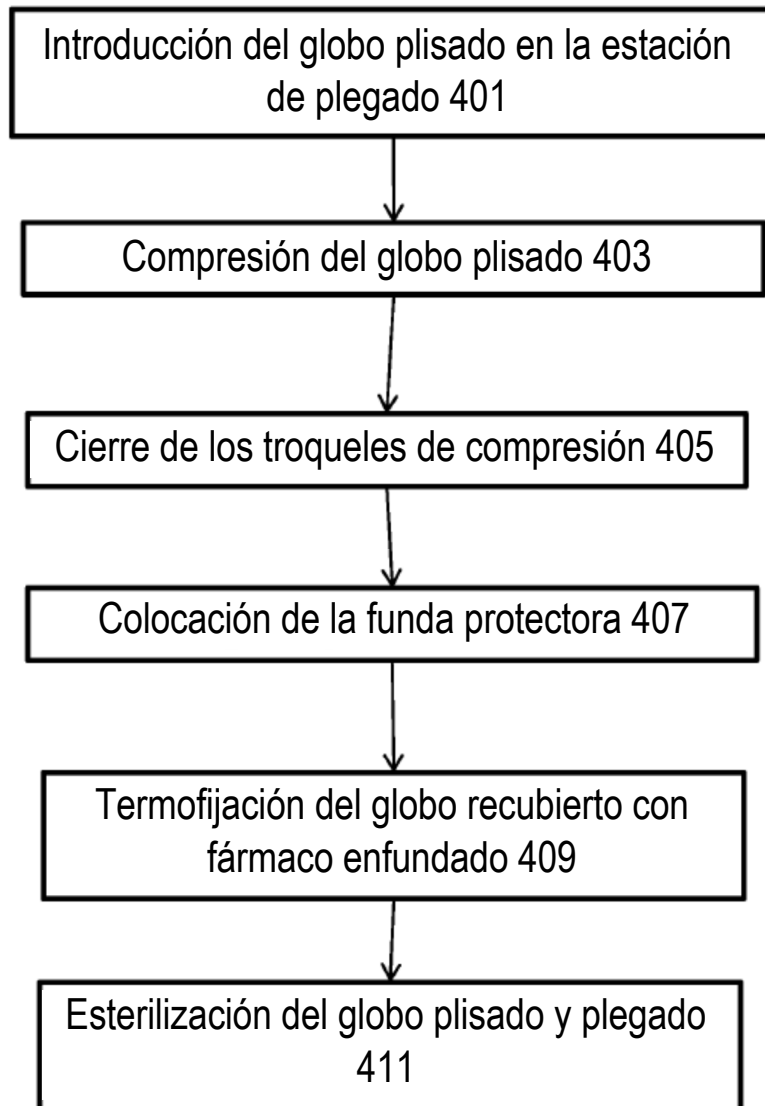 Introducción del globo plisado en la estación
de plegado 401
Compresión del globo plisado 403
Cierre de los troqueles de compresión 405
Colocación de la funda protectora 407
Termofijación del globo recubierto con
fármaco enfundado 409
Esterilización del globo plisado y plegado
411